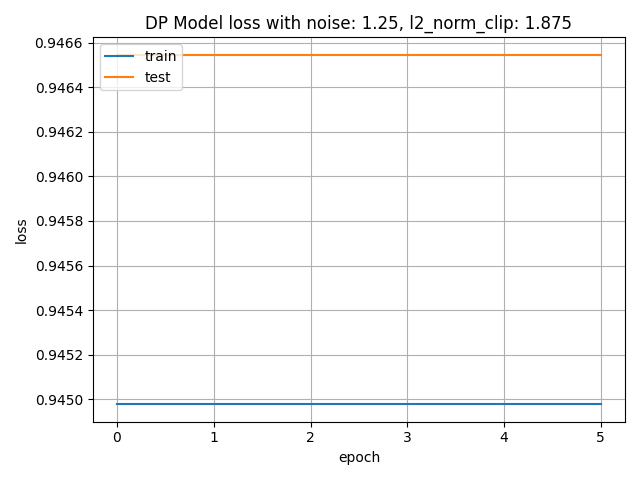 DP Model loss with noise: 1.25, l2_norm_clip: 1.875
train
test
0.9466
0.9464
0.9462
0.9460
0.9458
0.9456
0.9454
0.9452
0.9450
loss
0 1 2 3 4 5
epoch